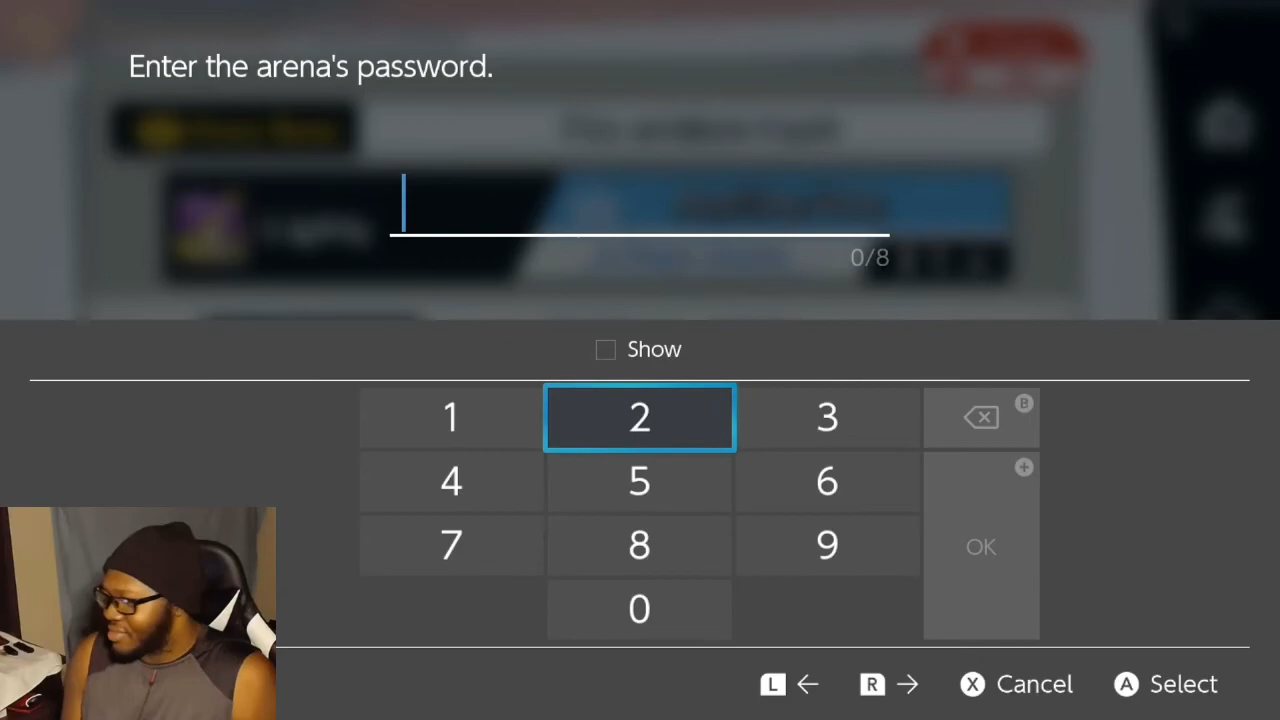 Enter the arena's password.
0/8
Show
1 2 3 B
4 5 6 +
7 8 9 OK
0
L ← R → X Cancel A Select